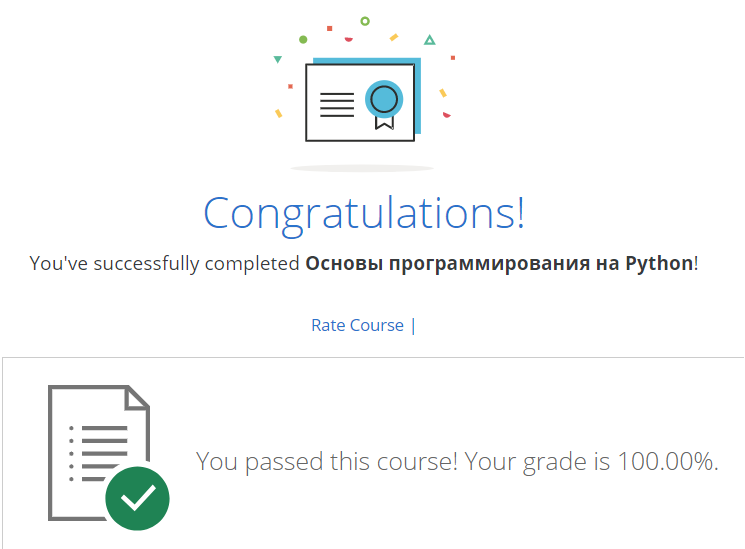 Congratulations!
You've successfully completed Основы программирования на Python!
Rate Course |
You passed this course! Your grade is 100.00%.